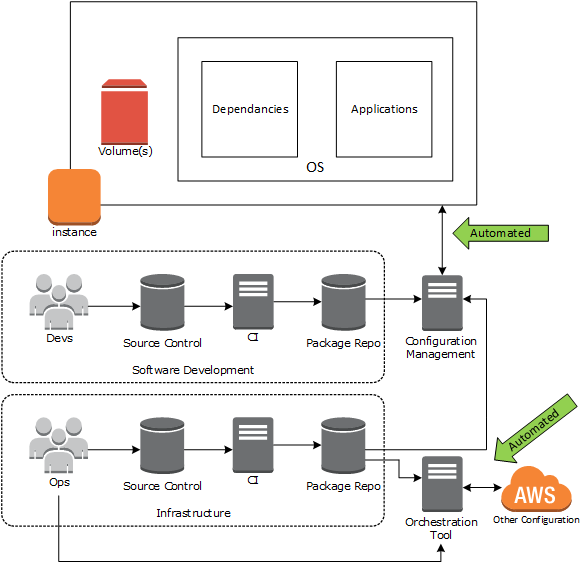 Dependancies
Applications
Volume(s)
OS
instance
Automated
Devs
Source Control
CI
Package Repo
Configuration
Management
Software Development
Automated
Ops
Source Control
CI
Package Repo
Infrastructure
AWS
Orchestration
Tool
Other Configuration